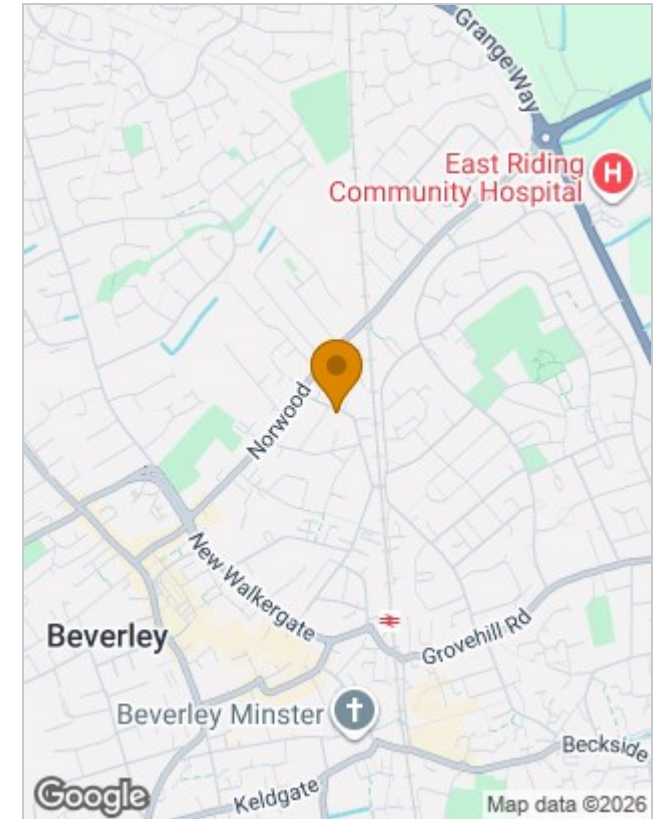 Grange Way
East Riding
Community Hospital
H
Norwood
New Walkergate
Beverley
Grovehill Rd
Beverley Minster
Beckside
Keldgate
Google
Map data ©2026